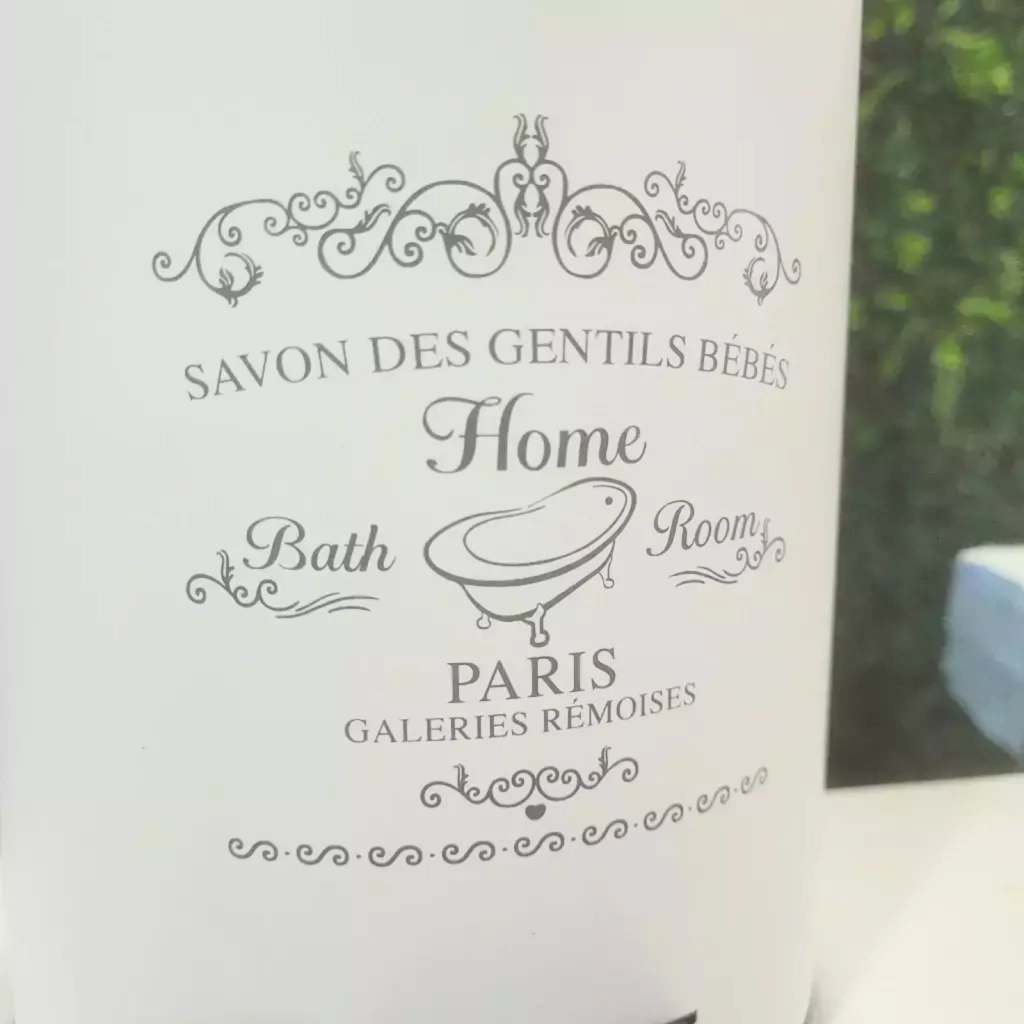 SAVON DES GENTILS BÉBÉS
Home
Bath Room
PARIS
GALERIES RÉMOISES